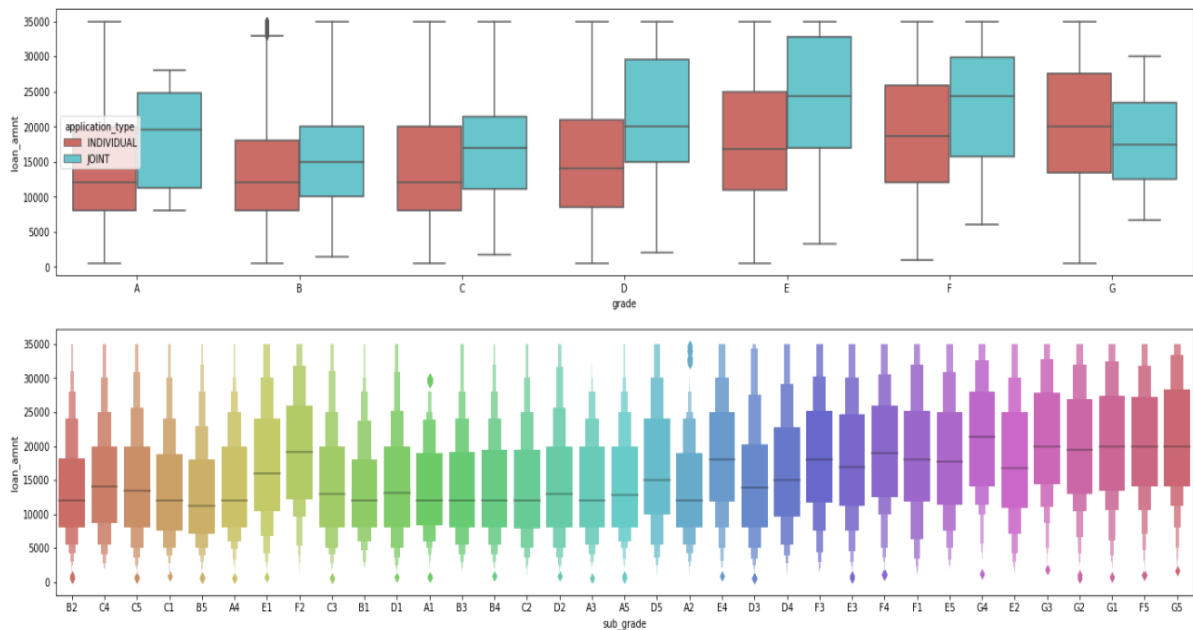 35000
30000
25000
20000
15000
10000
5000
0
loan_amnt
application_type
INDIVIDUAL
JOINT
A B C D E F G
grade
35000
30000
25000
20000
15000
10000
5000
0
loan_amnt
B2 C4 C5 C1 B5 A4 E1 F2 C3 B1 D1 A1 B3 B4 C2 D2 A3 A5 D5 A2 E4 D3 D4 F3 E3 F4 F1 E5 G4 E2 G3 G2 G1 F5 G5
sub_grade